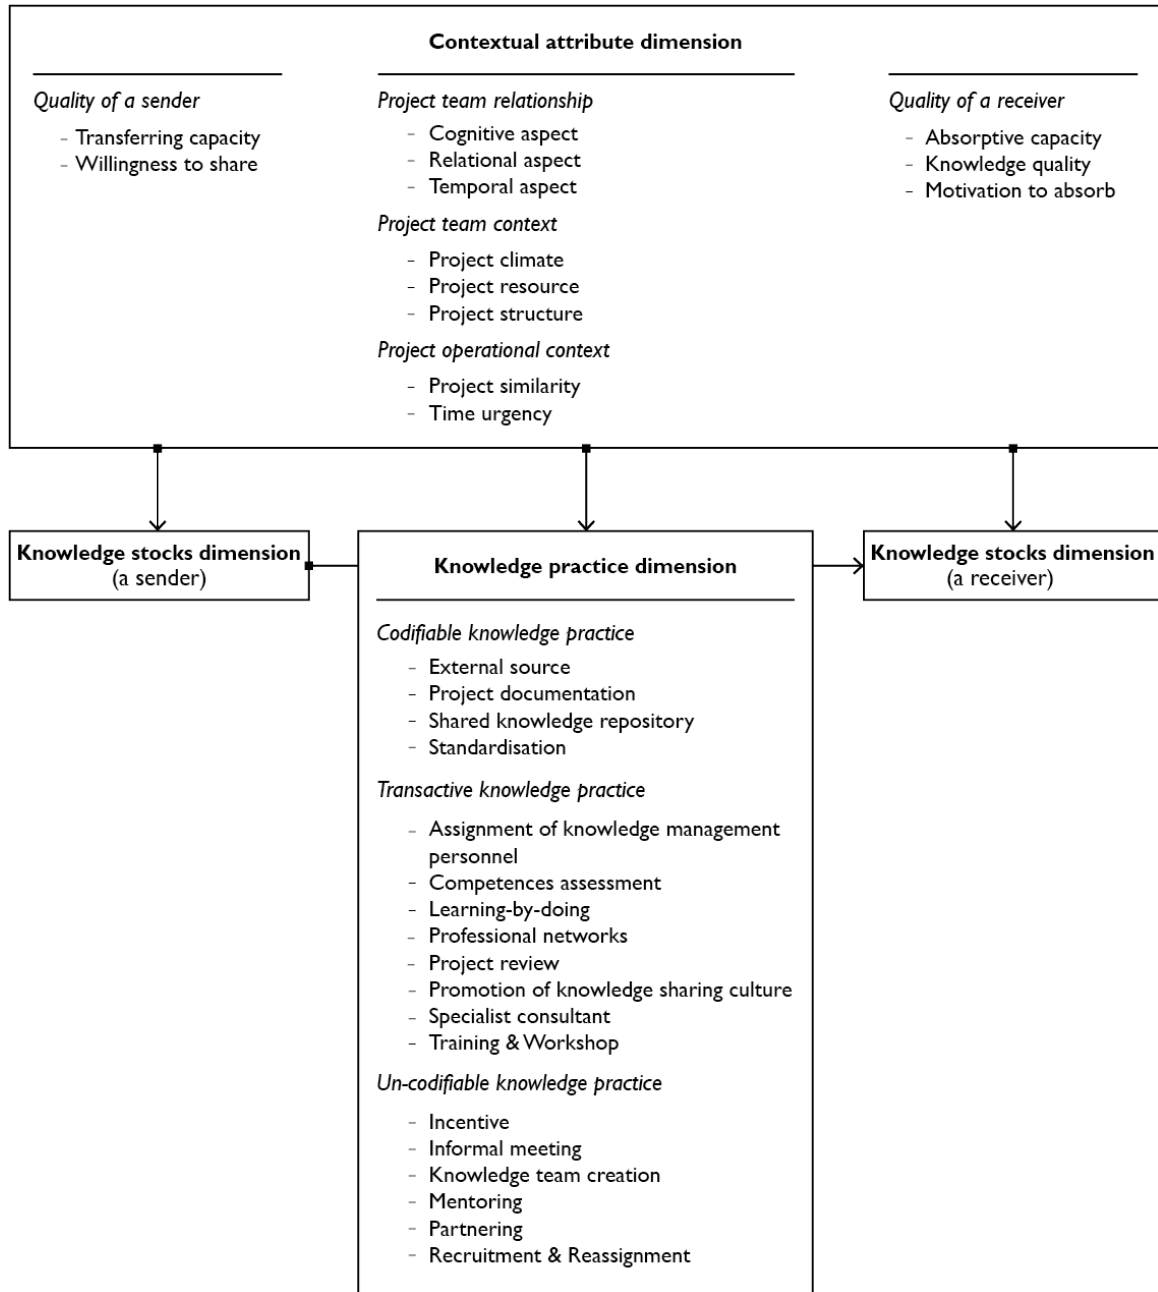 Contextual attribute dimension
Quality of a sender
- Transferring capacity
- Willingness to share
Project team relationship
- Cognitive aspect
- Relational aspect
- Temporal aspect
Project team context
- Project climate
- Project resource
- Project structure
Project operational context
- Project similarity
- Time urgency
Quality of a receiver
- Absorptive capacity
- Knowledge quality
- Motivation to absorb
Knowledge stocks dimension
(a sender)
Knowledge practice dimension
Codifiable knowledge practice
- External source
- Project documentation
- Shared knowledge repository
- Standardisation
Transactive knowledge practice
- Assignment of knowledge management
personnel
- Competences assessment
- Learning-by-doing
- Professional networks
- Project review
- Promotion of knowledge sharing culture
- Specialist consultant
- Training & Workshop
Un-codifiable knowledge practice
- Incentive
- Informal meeting
- Knowledge team creation
- Mentoring
- Partnering
- Recruitment & Reassignment
Knowledge stocks dimension
(a receiver)